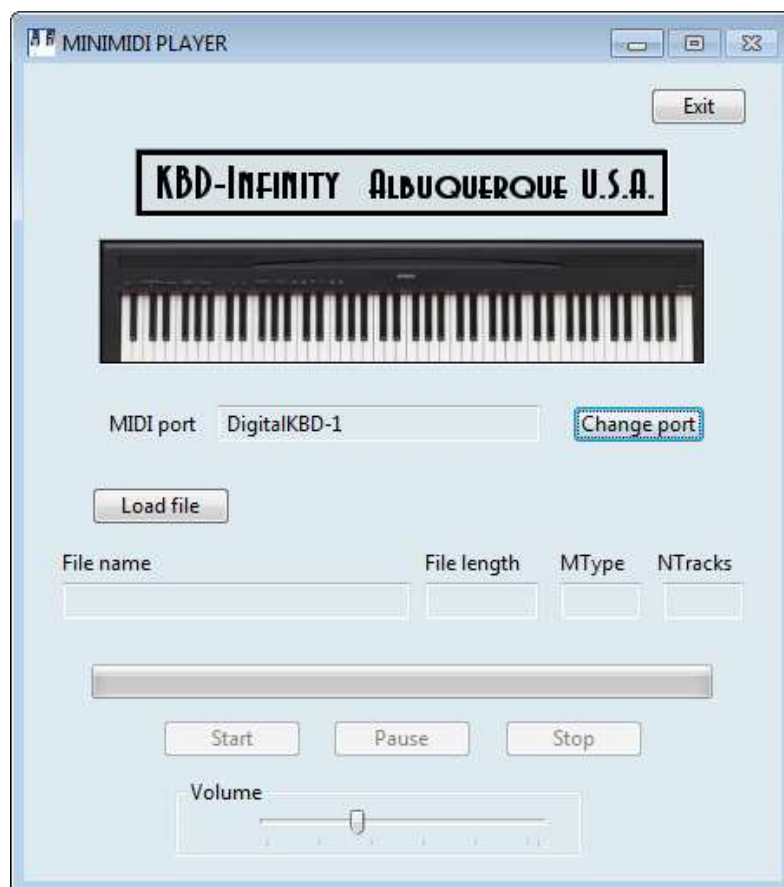 MINIMIDI PLAYER
Exit
KBD-INFINITY ALBUQUERQUE U.S.A.
MIDI port DigitalKBD-1 Change port
Load file
File name File length MType NTracks
Start Pause Stop
Volume